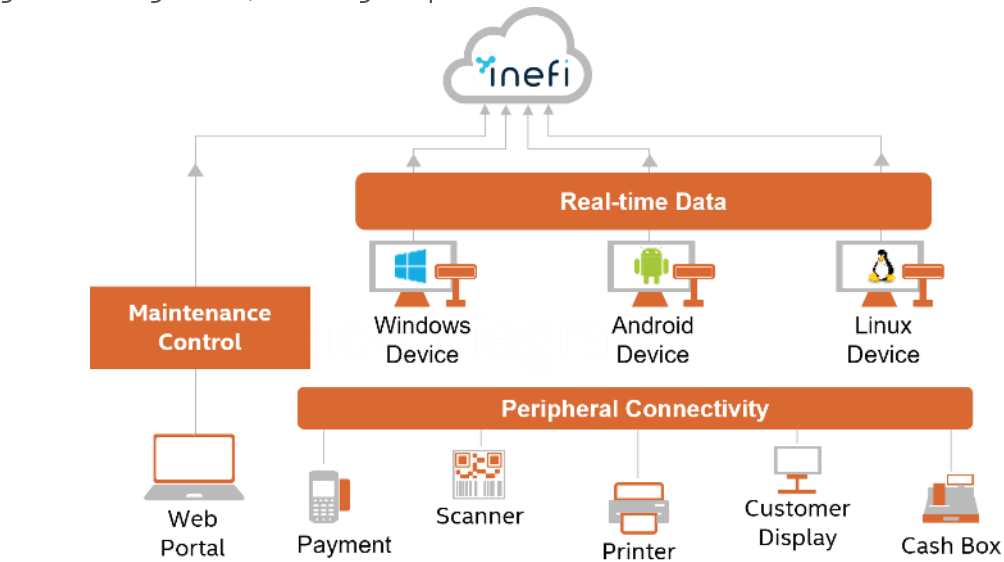 inefi
Real-time Data
Maintenance
Control
Windows
Device
Android
Device
Linux
Device
Peripheral Connectivity
Web
Portal
Payment
Scanner
Printer
Customer
Display
Cash Box